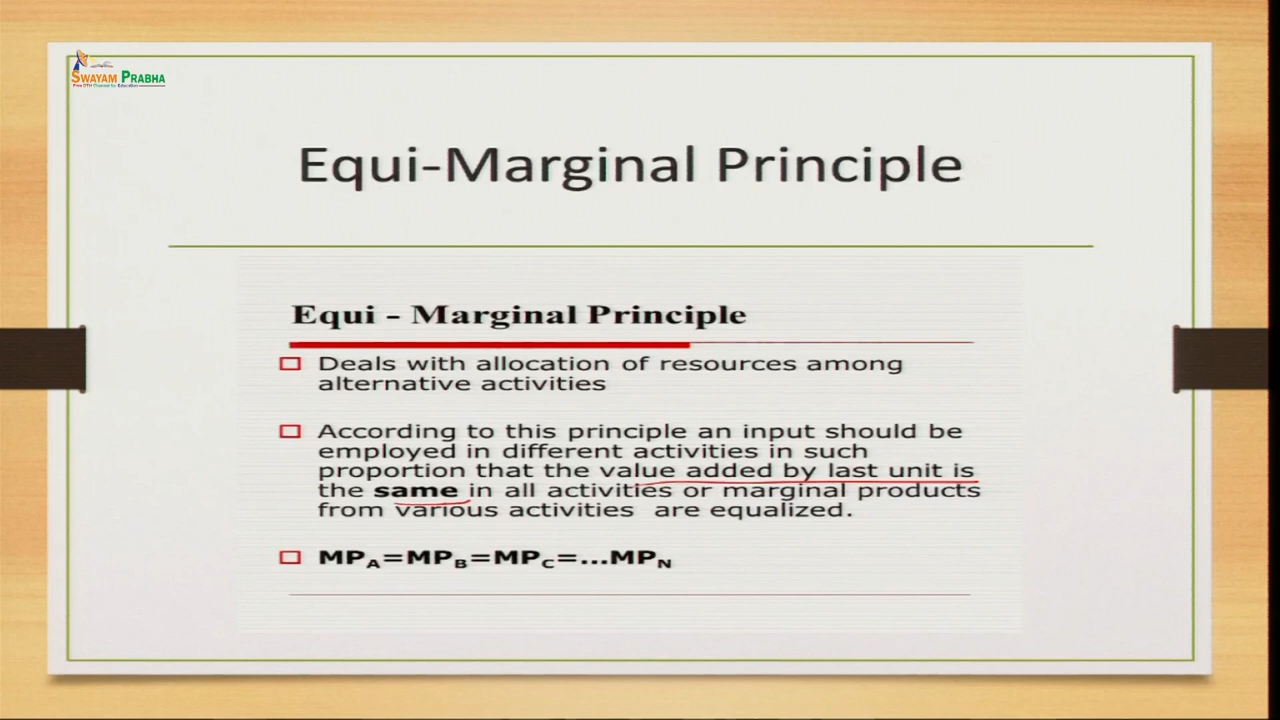 SWAYAM PRABHA
Equi-Marginal Principle
Equi - Marginal Principle
Deals with allocation of resources among
alternative activities
According to this principle an input should be
employed in different activities in such
proportion that the value added by last unit is
the same in all activities or marginal products
from various activities are equalized.
MPA=MPB=MPC=...MPN